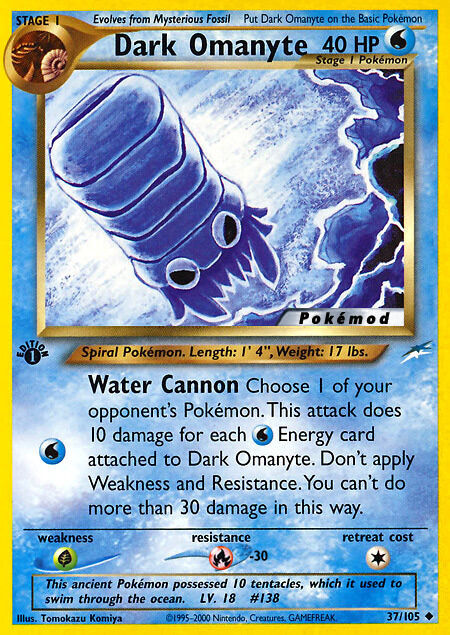 STAGE 1
Evolves from Mysterious Fossil
Put Dark Omanyte on the Basic Pokémon
Dark Omanyte 40 HP
Stage 1 Pokémon
Pokémod
EDITION
1
Spiral Pokémon. Length: 1' 4", Weight: 17 lbs.
Water Cannon Choose 1 of your
opponent's Pokémon. This attack does
10 damage for each Energy card
attached to Dark Omanyte. Don't apply
Weakness and Resistance. You can't do
more than 30 damage in this way.
weakness
resistance
retreat cost
-30
This ancient Pokémon possessed 10 tentacles, which it used to
swim through the ocean. LV. 18 #138
Illus. Tomokazu Komiya
©1995-2000 Nintendo, Creatures, GAMEFREAK.
37/105